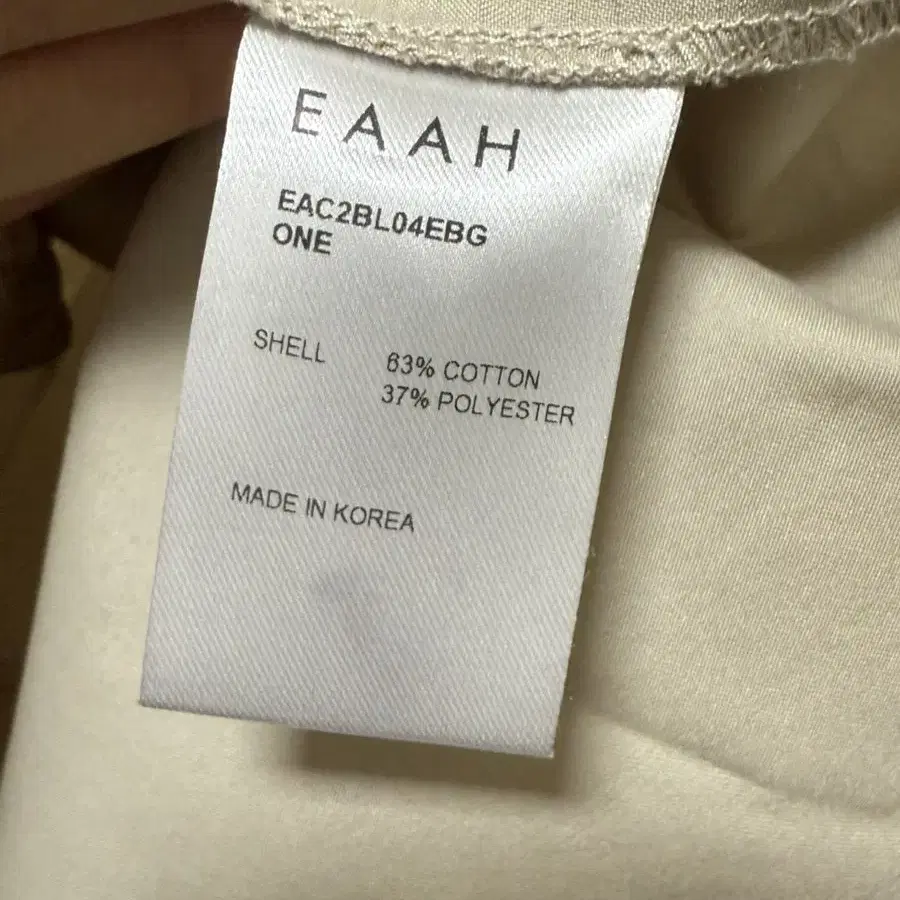 EAAH
EAC2BL04EBG
ONE
SHELL 63% COTTON
37% POLYESTER
MADE IN KOREA